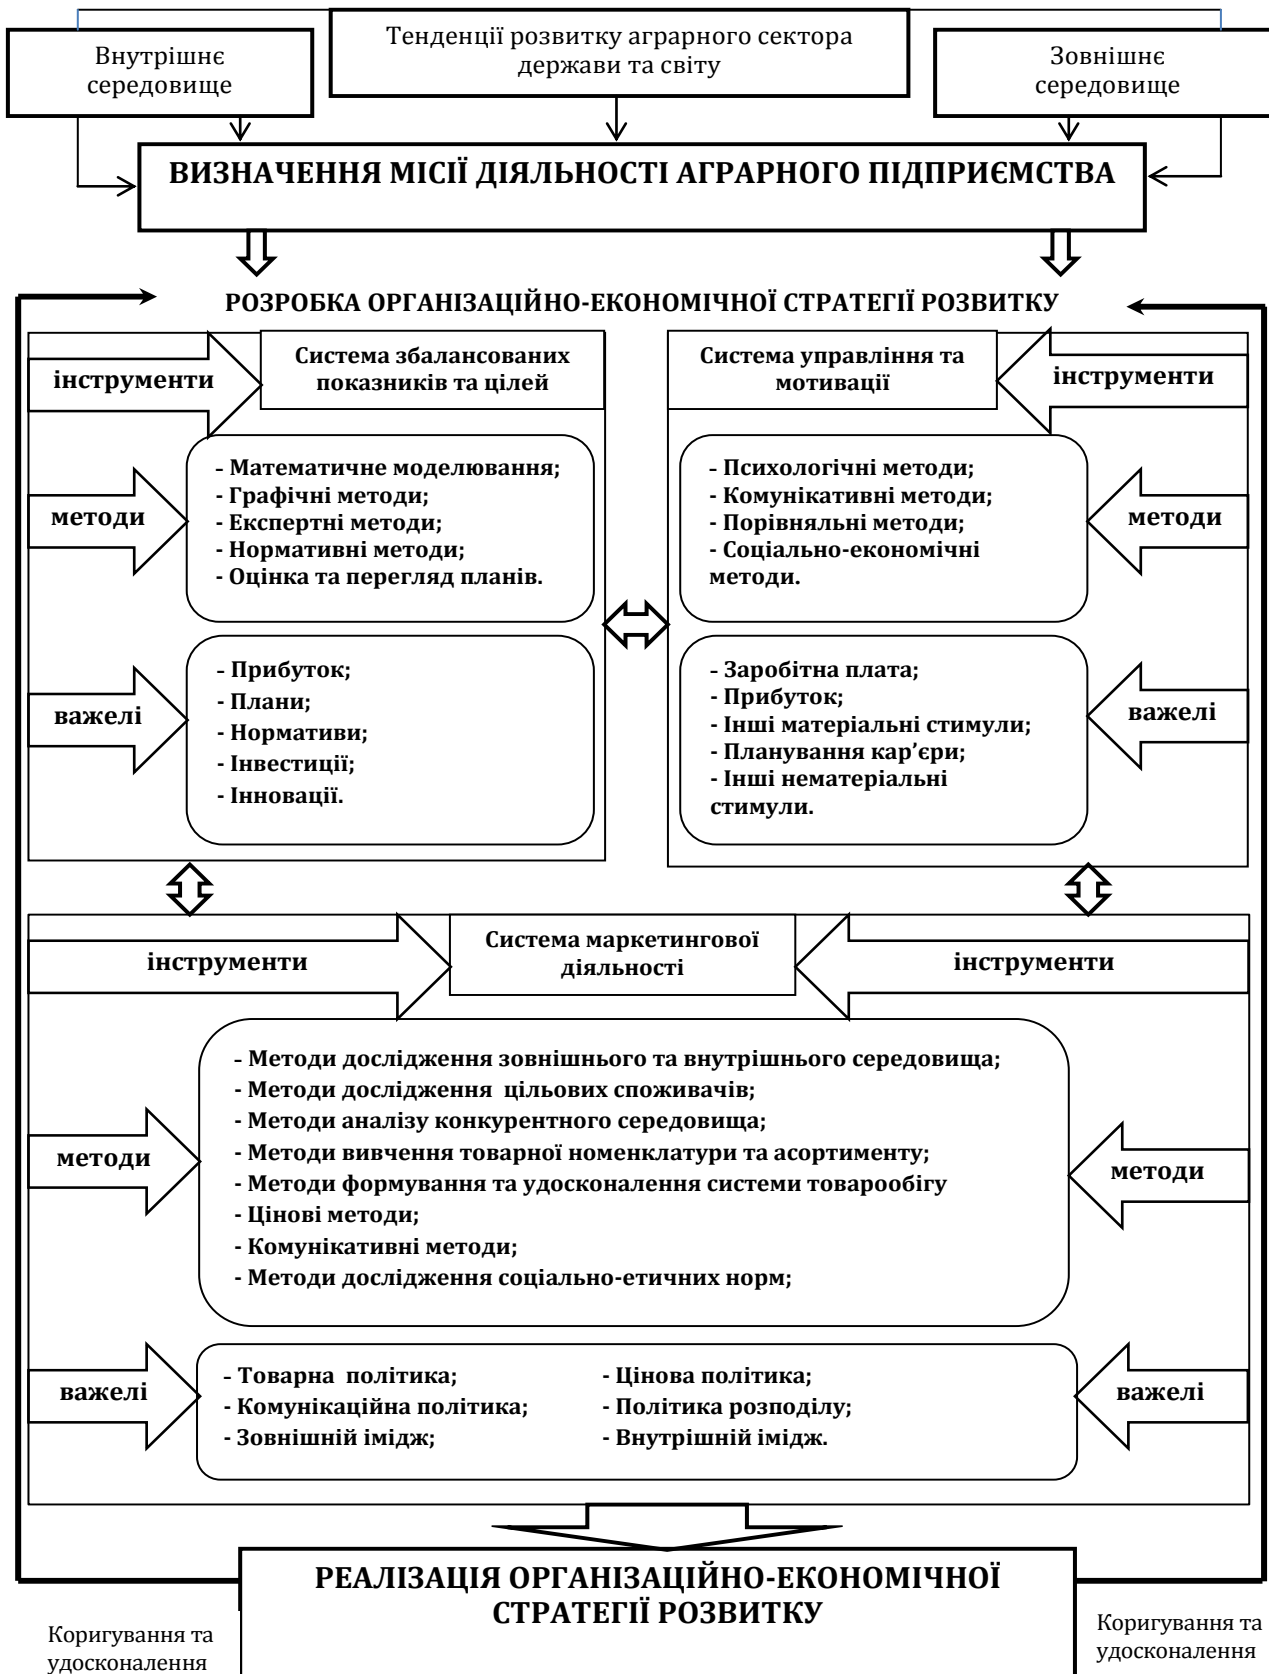 Внутрішнє
середовище
Тенденції розвитку аграрного сектора
держави та світу
Зовнішнє
середовище
ВИЗНАЧЕННЯ МІСІЇ ДІЯЛЬНОСТІ АГРАРНОГО ПІДПРИЄМСТВА
РОЗРОБКА ОРГАНІЗАЦІЙНО-ЕКОНОМІЧНОЇ СТРАТЕГІЇ РОЗВИТКУ
інструменти
Система збалансованих
показників та цілей
методи
- Математичне моделювання;
- Графічні методи;
- Експертні методи;
- Нормативні методи;
- Оцінка та перегляд планів.
важелі
- Прибуток;
- Плани;
- Нормативи;
- Інвестиції;
- Інновації.
Система управління та
мотивації
інструменти
- Психологічні методи;
- Комунікативні методи;
- Порівняльні методи;
- Соціально-економічні
методи.
методи
- Заробітна плата;
- Прибуток;
- Інші матеріальні стимули;
- Планування кар’єри;
- Інші нематеріальні
стимули.
важелі
інструменти
Система маркетингової
діяльності
інструменти
методи
- Методи дослідження зовнішнього та внутрішнього середовища;
- Методи дослідження цільових споживачів;
- Методи аналізу конкурентного середовища;
- Методи вивчення товарної номенклатури та асортименту;
- Методи формування та удосконалення системи товарообігу
- Цінові методи;
- Комунікативні методи;
- Методи дослідження соціально-етичних норм;
методи
важелі
- Товарна політика;
- Комунікаційна політика;
- Зовнішній імідж;
- Цінова політика;
- Політика розподілу;
- Внутрішній імідж.
важелі
РЕАЛІЗАЦІЯ ОРГАНІЗАЦІЙНО-ЕКОНОМІЧНОЇ
СТРАТЕГІЇ РОЗВИТКУ
Коригування та
удосконалення
Коригування та
удосконалення